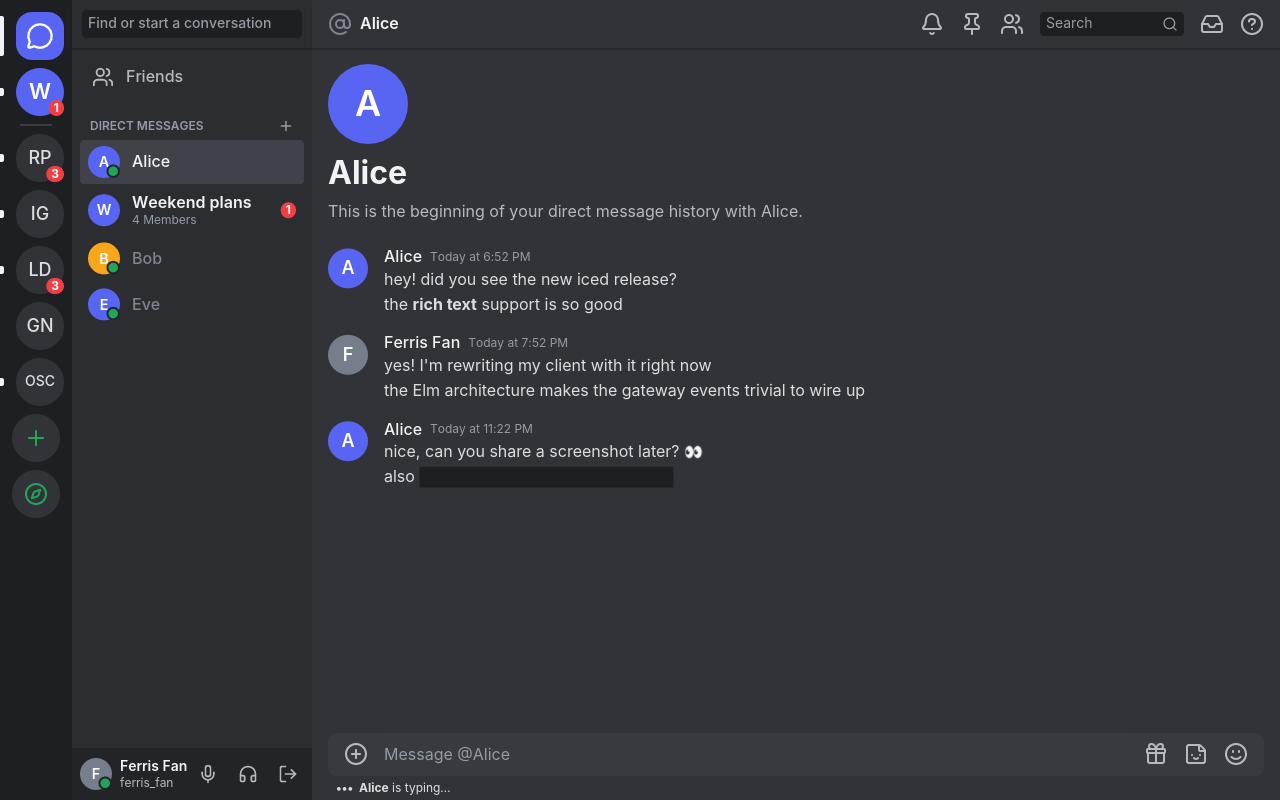 Find or start a conversation
Alice
Search
W
1
RP
3
IG
LD
3
GN
OSC
Friends
DIRECT MESSAGES
A
Alice
W
Weekend plans
4 Members
1
B
Bob
E
Eve
F
Ferris Fan
ferris_fan
A
Alice
This is the beginning of your direct message history with Alice.
A
Alice Today at 6:52 PM
hey! did you see the new iced release?
the rich text support is so good
F
Ferris Fan Today at 7:52 PM
yes! I'm rewriting my client with it right now
the Elm architecture makes the gateway events trivial to wire up
A
Alice Today at 11:22 PM
nice, can you share a screenshot later? 👀
also
Message @Alice
Alice is typing...